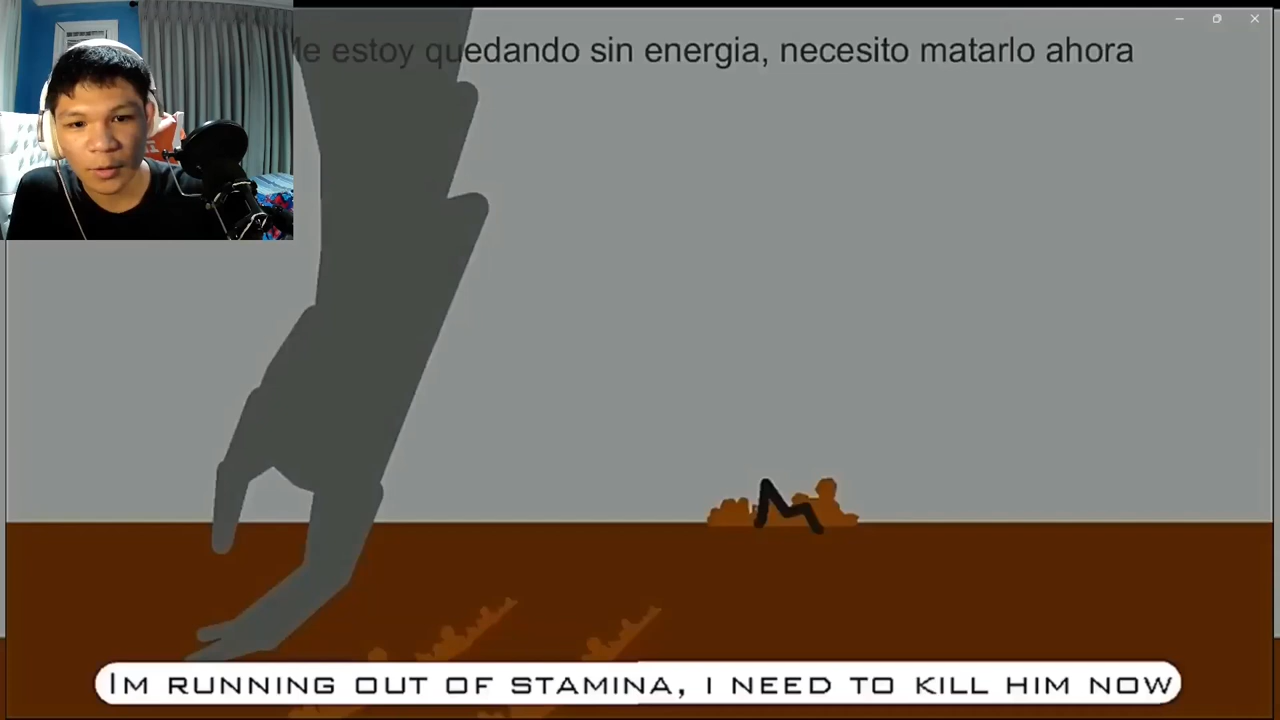 Me estoy quedando sin energia, necesito matarlo ahora
IM RUNNING OUT OF STAMINA, I NEED TO KILL HIM NOW